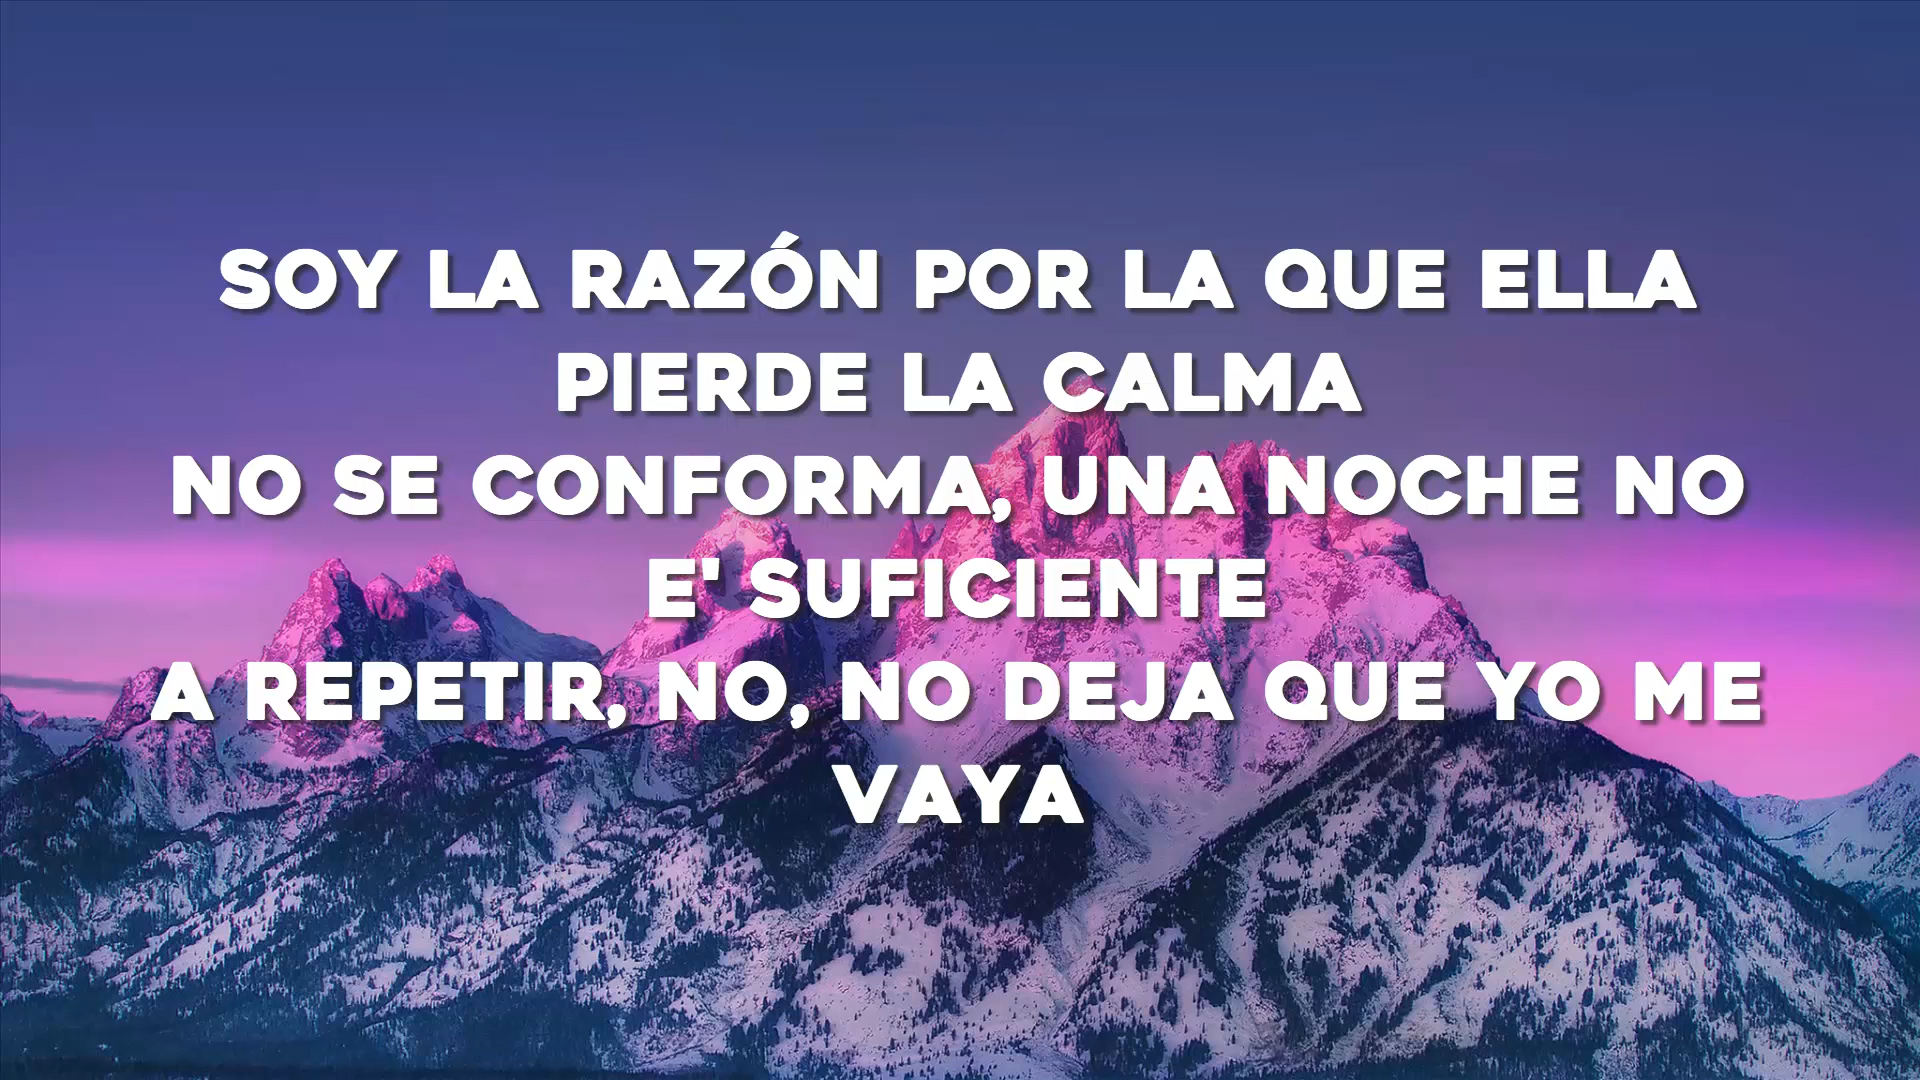 SOY LA RAZÓN POR LA QUE ELLA
PIERDE LA CALMA
NO SE CONFORMA, UNA NOCHE NO
E' SUFICIENTE
A REPETIR, NO, NO DEJA QUE YO ME
VAYA